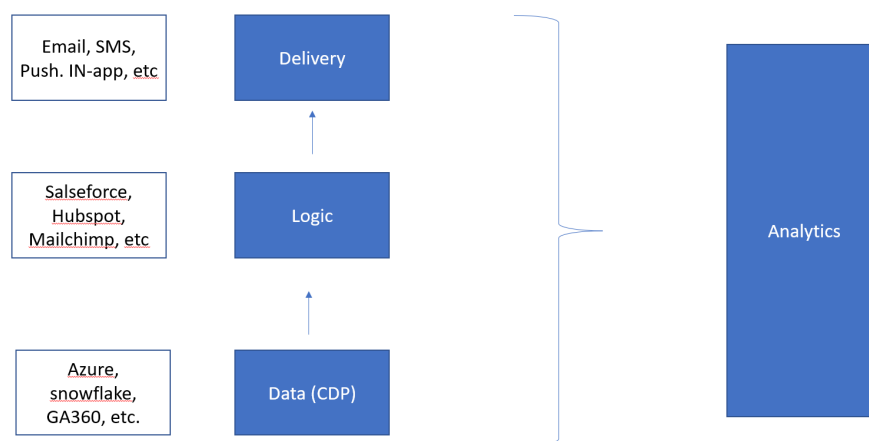 Email, SMS,
Push. IN-app, etc
Delivery
Salseforce,
Hubspot,
Mailchimp, etc
Logic
Analytics
Azure,
snowflake,
GA360, etc.
Data (CDP)